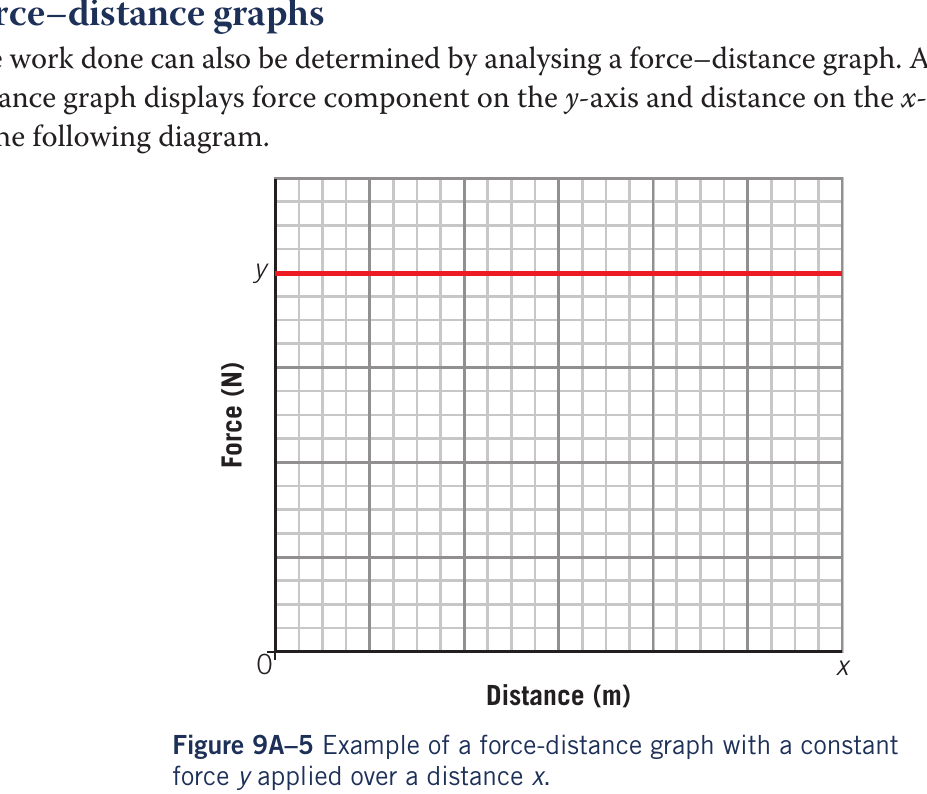 rce–distance graphs
work done can also be determined by analysing a force–distance graph. A
ance graph displays force component on the y-axis and distance on the x-
he following diagram.
y
Force (N)
0
x
Distance (m)
Figure 9A–5 Example of a force-distance graph with a constant
force y applied over a distance x.